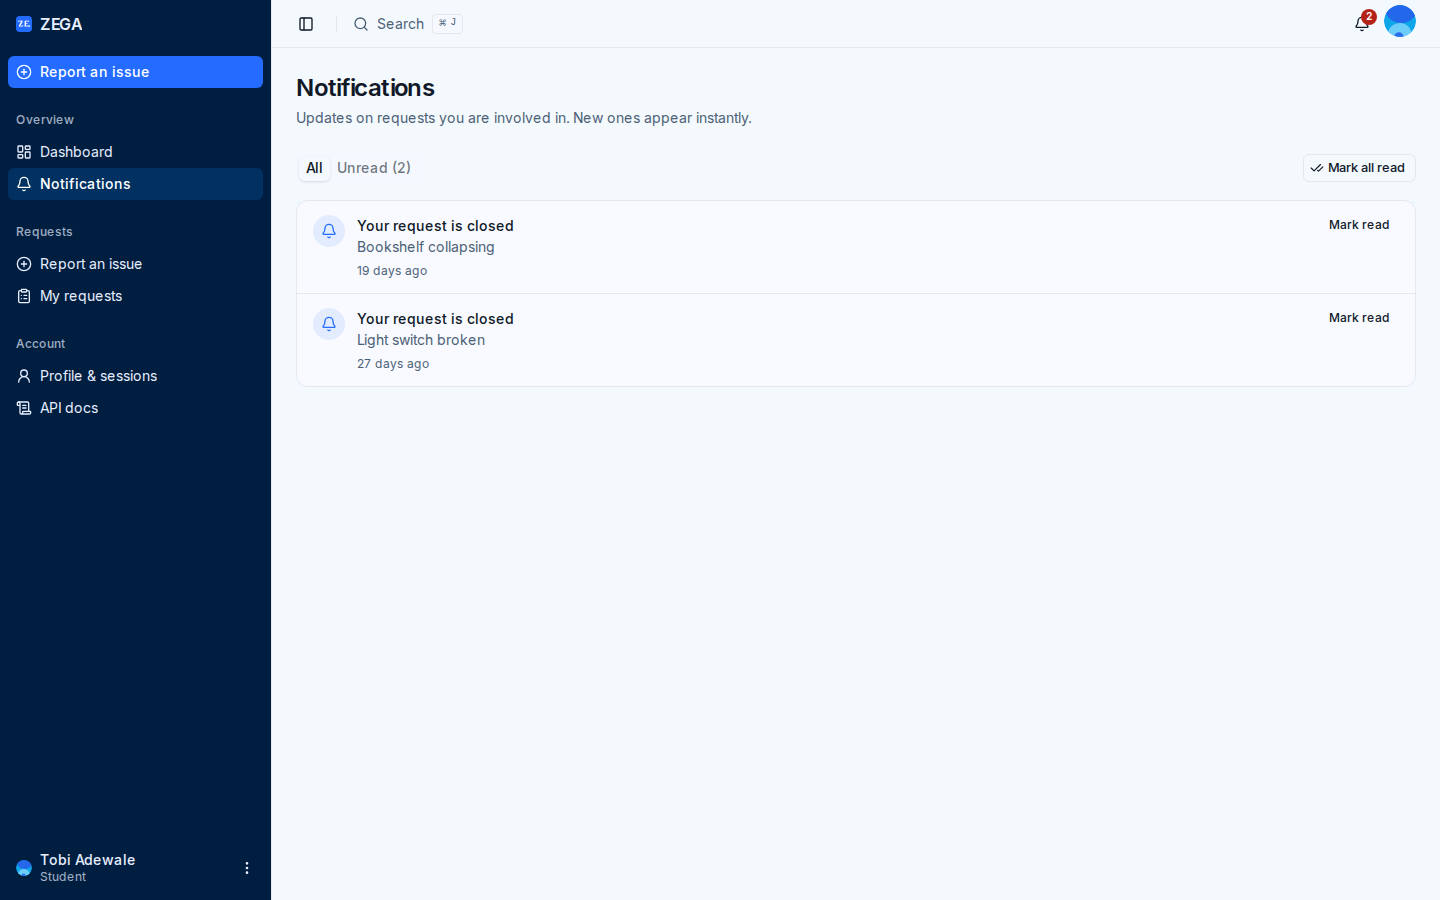 ZEGA
Report an issue
Overview
Dashboard
Notifications
Requests
Report an issue
My requests
Account
Profile & sessions
API docs
Tobi Adewale
Student
Search ⌘ J
2
Notifications
Updates on requests you are involved in. New ones appear instantly.
All Unread (2)
Mark all read
Your request is closed
Mark read
Bookshelf collapsing
19 days ago
Your request is closed
Mark read
Light switch broken
27 days ago